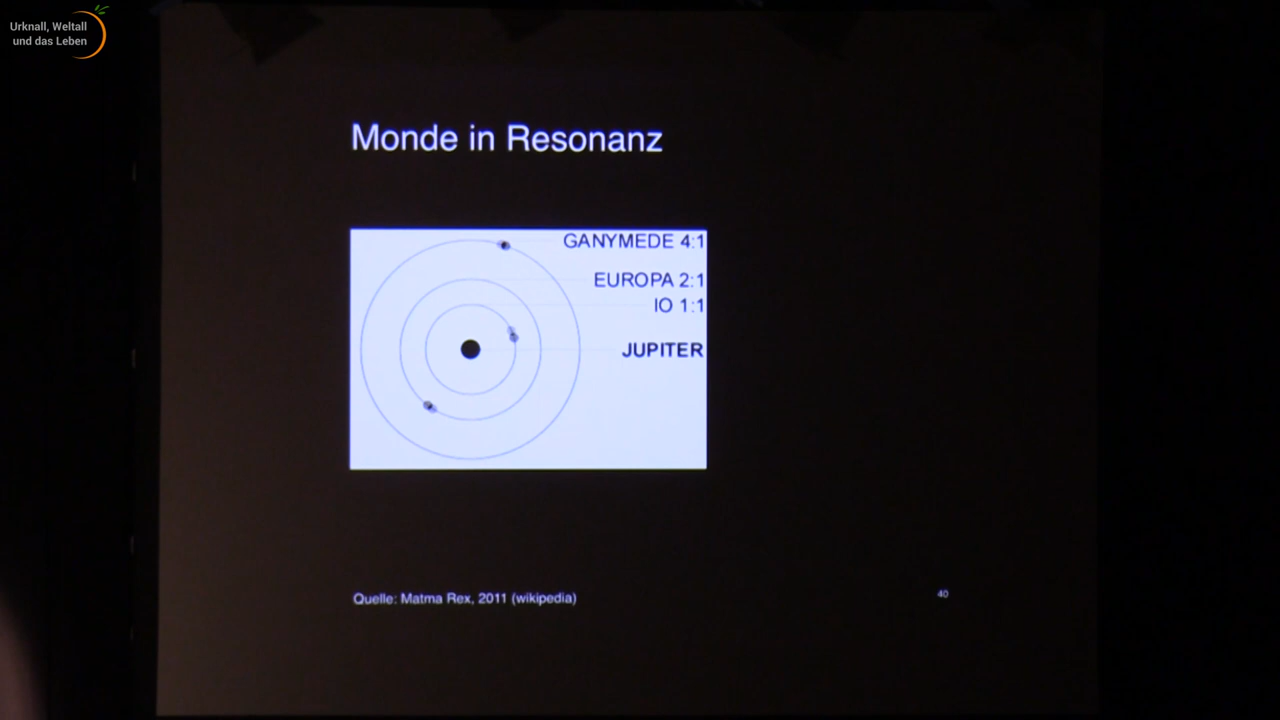 Urknall, Weltall
und das Leben
Monde in Resonanz
GANYMEDE 4:1
EUROPA 2:1
IO 1:1
JUPITER
Quelle: Matma Rex, 2011 (wikipedia)
40